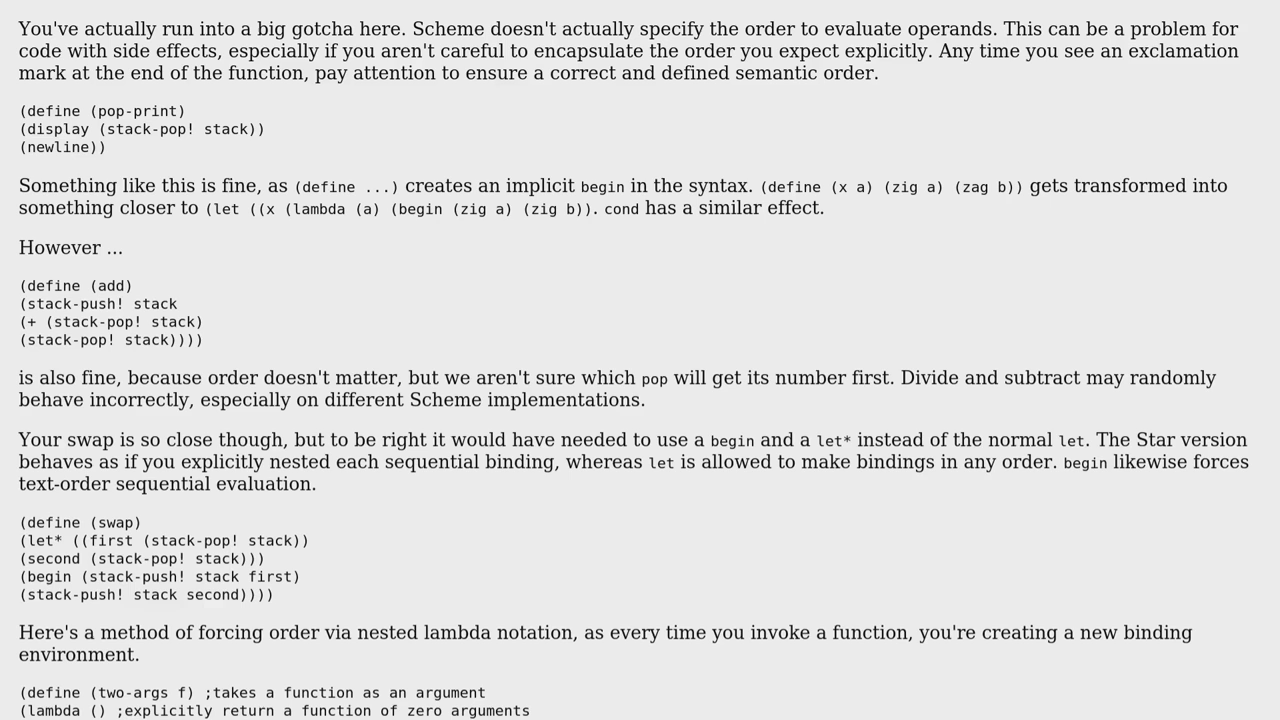 You've actually run into a big gotcha here. Scheme doesn't actually specify the order to evaluate operands. This can be a problem for
code with side effects, especially if you aren't careful to encapsulate the order you expect explicitly. Any time you see an exclamation
mark at the end of the function, pay attention to ensure a correct and defined semantic order.
(define (pop-print)
(display (stack-pop! stack))
(newline))
Something like this is fine, as (define ...) creates an implicit begin in the syntax. (define (x a) (zig a) (zag b)) gets transformed into
something closer to (let ((x (lambda (a) (begin (zig a) (zig b)). cond has a similar effect.
However ...
(define (add)
(stack-push! stack
(+ (stack-pop! stack)
(stack-pop! stack))))
is also fine, because order doesn't matter, but we aren't sure which pop will get its number first. Divide and subtract may randomly
behave incorrectly, especially on different Scheme implementations.
Your swap is so close though, but to be right it would have needed to use a begin and a let* instead of the normal let. The Star version
behaves as if you explicitly nested each sequential binding, whereas let is allowed to make bindings in any order. begin likewise forces
text-order sequential evaluation.
(define (swap)
(let* ((first (stack-pop! stack))
(second (stack-pop! stack)))
(begin (stack-push! stack first)
(stack-push! stack second))))
Here's a method of forcing order via nested lambda notation, as every time you invoke a function, you're creating a new binding
environment.
(define (two-args f) ;takes a function as an argument
(lambda () ;explicitly return a function of zero arguments